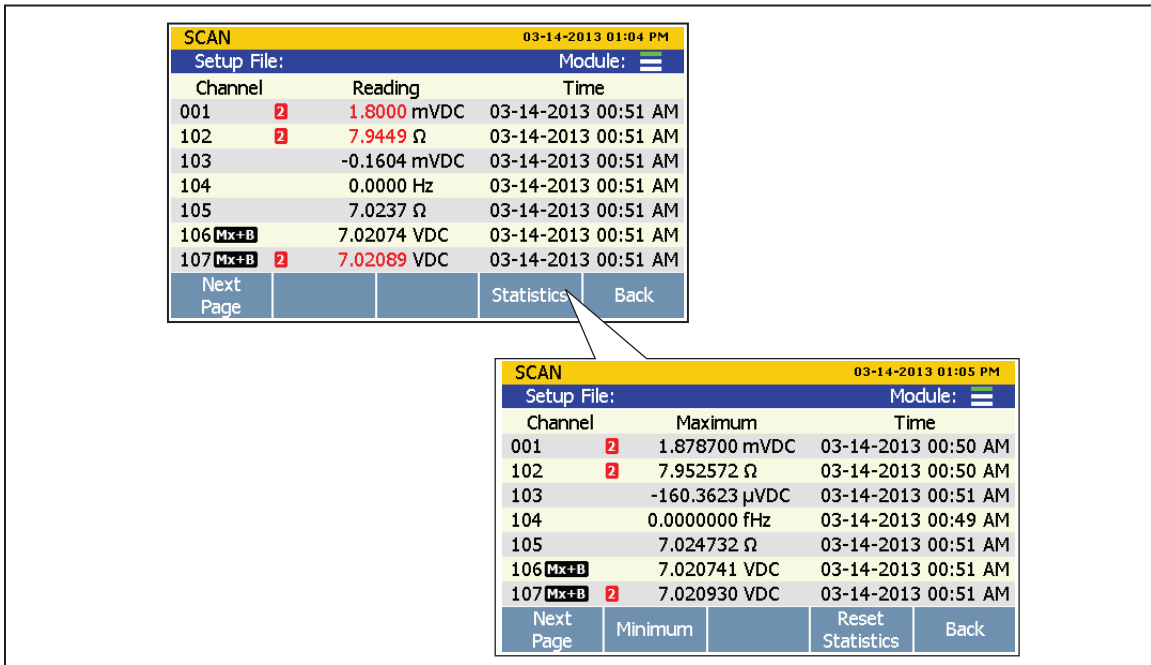 SCAN 03-14-2013 01:04 PM
Setup File: Module:
Channel Reading Time
001 2 1.8000 mVDC 03-14-2013 00:51 AM
102 2 7.9449 Ω 03-14-2013 00:51 AM
103 -0.1604 mVDC 03-14-2013 00:51 AM
104 0.0000 Hz 03-14-2013 00:51 AM
105 7.0237 Ω 03-14-2013 00:51 AM
106 Mx+B 7.02074 VDC 03-14-2013 00:51 AM
107 Mx+B 2 7.02089 VDC 03-14-2013 00:51 AM
Next Page Statistics Back
SCAN 03-14-2013 01:05 PM
Setup File: Module:
Channel Maximum Time
001 2 1.878700 mVDC 03-14-2013 00:50 AM
102 2 7.952572 Ω 03-14-2013 00:50 AM
103 -160.3623 µVDC 03-14-2013 00:51 AM
104 0.0000000 fHz 03-14-2013 00:49 AM
105 7.024732 Ω 03-14-2013 00:51 AM
106 Mx+B 7.020741 VDC 03-14-2013 00:51 AM
107 Mx+B 2 7.020930 VDC 03-14-2013 00:51 AM
Next Page Minimum Reset Statistics Back